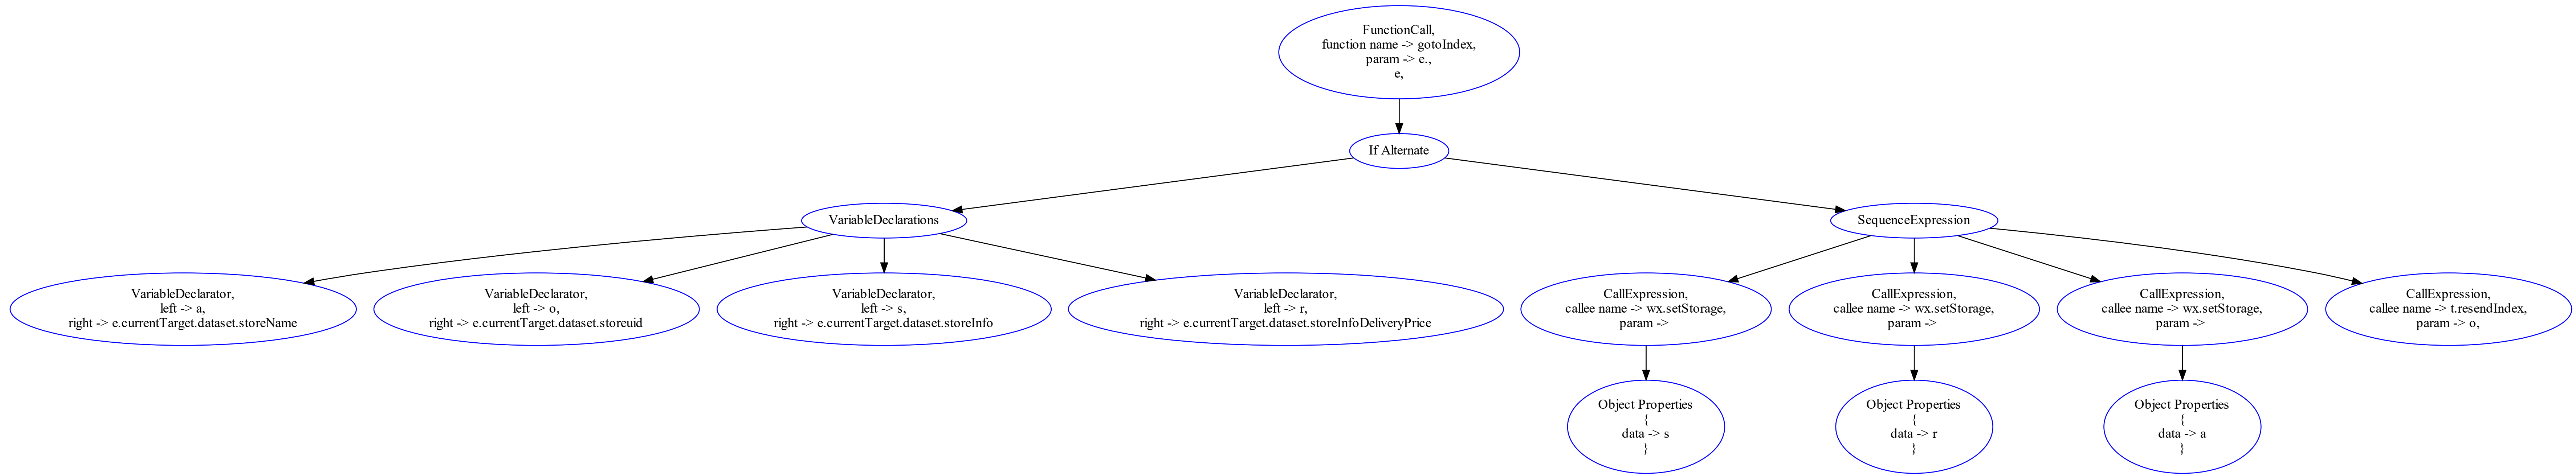 FunctionCall,
function name -> gotoIndex,
param -> e.,
e,
If Alternate
VariableDeclarations
SequenceExpression
VariableDeclarator,
left -> a,
right -> e.currentTarget.dataset.storeName
VariableDeclarator,
left -> o,
right -> e.currentTarget.dataset.storeuid
VariableDeclarator,
left -> s,
right -> e.currentTarget.dataset.storeInfo
VariableDeclarator,
left -> r,
right -> e.currentTarget.dataset.storeInfoDeliveryPrice
CallExpression,
callee name -> wx.setStorage,
param ->
CallExpression,
callee name -> wx.setStorage,
param ->
CallExpression,
callee name -> wx.setStorage,
param ->
CallExpression,
callee name -> t.resendIndex,
param -> o,
Object Properties
{
data -> s
}
Object Properties
{
data -> r
}
Object Properties
{
data -> a
}